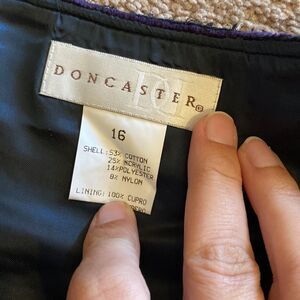 DONCASTER®
16
SHELL: 53% COTTON
25% ACRYLIC
14% POLYESTER
8% NYLON
LINING: 100% CUPRO